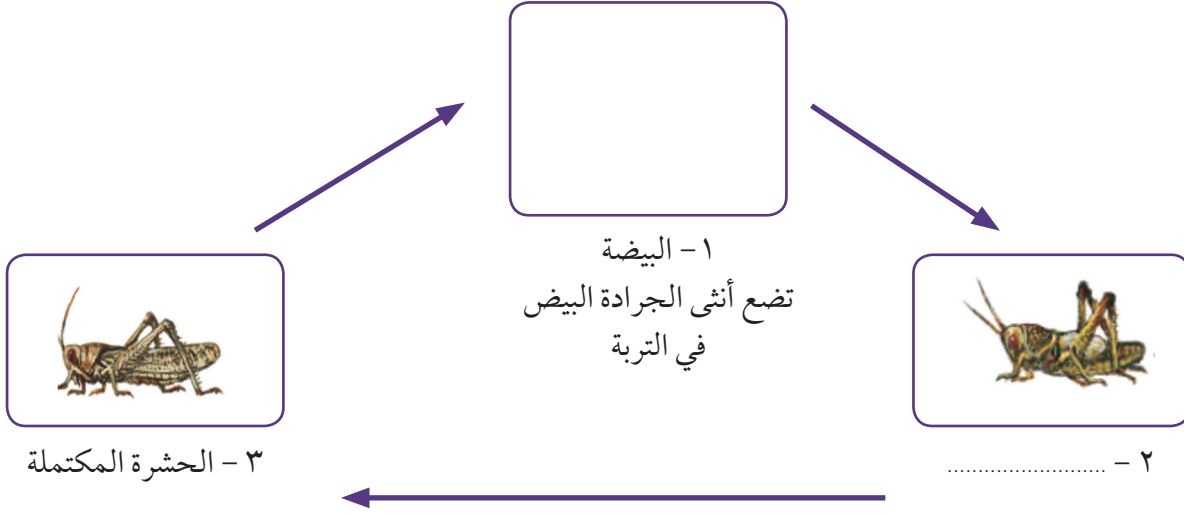 ١ – البيضة
تضع أنثى الجرادة البيض
في التربة
٢ – ..........................
٣ – الحشرة المكتملة